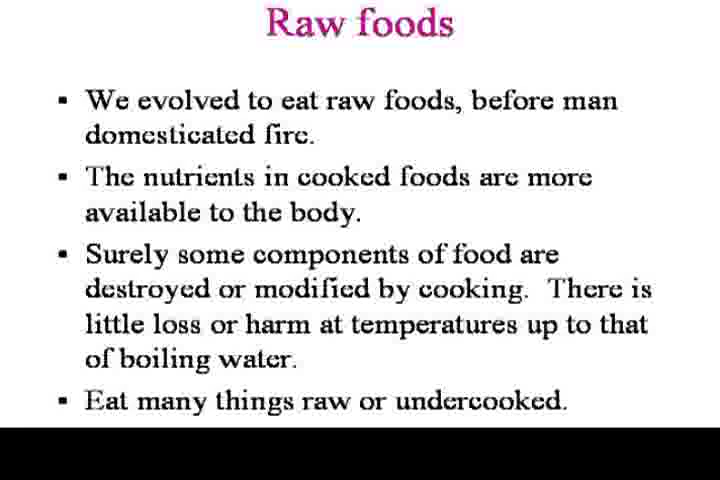 Raw foods
▪ We evolved to eat raw foods, before man
domesticated fire.
▪ The nutrients in cooked foods are more
available to the body.
▪ Surely some components of food are
destroyed or modified by cooking. There is
little loss or harm at temperatures up to that
of boiling water.
▪ Eat many things raw or undercooked.